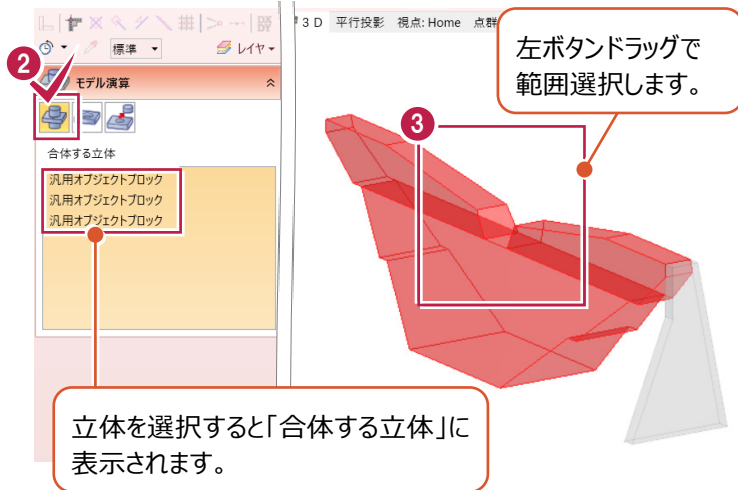 3D 平行投影 視点: Home 点群
標準
レイヤ
2
モデル演算
合体する立体
汎用オブジェクトブロック
汎用オブジェクトブロック
汎用オブジェクトブロック
3
左ボタンドラッグで
範囲選択します。
立体を選択すると「合体する立体」に
表示されます。